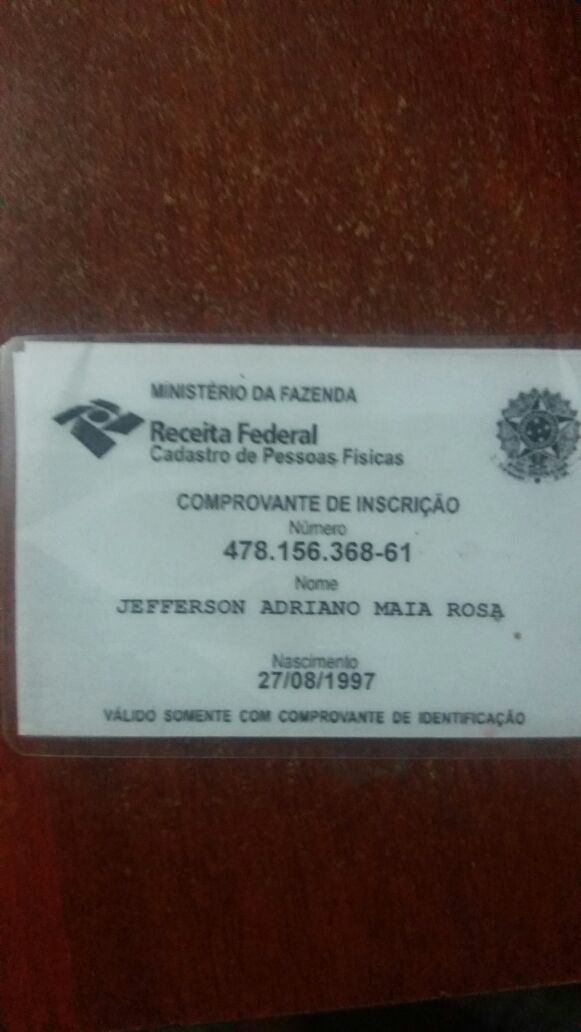 MINISTÉRIO DA FAZENDA
Receita Federal
Cadastro de Pessoas Físicas
COMPROVANTE DE INSCRIÇÃO
Número
478.156.368-61
Nome
JEFFERSON ADRIANO MAIA ROSA
Nascimento
27/08/1997
VÁLIDO SOMENTE COM COMPROVANTE DE IDENTIFICAÇÃO